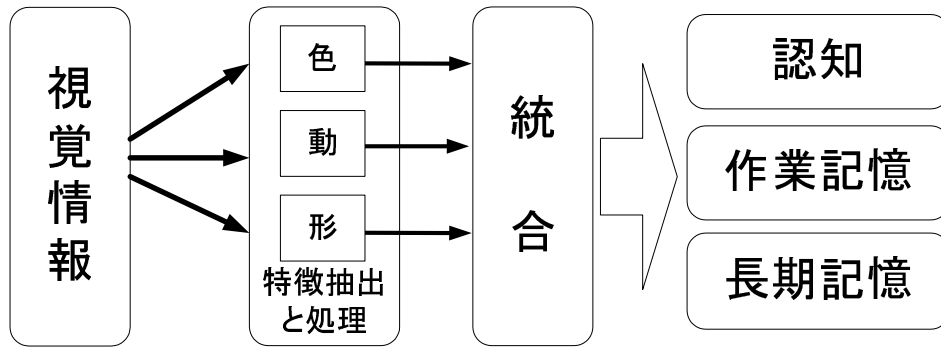 視覚情報
色
動
形
特徴抽出
と処理
統合
認知
作業記憶
長期記憶